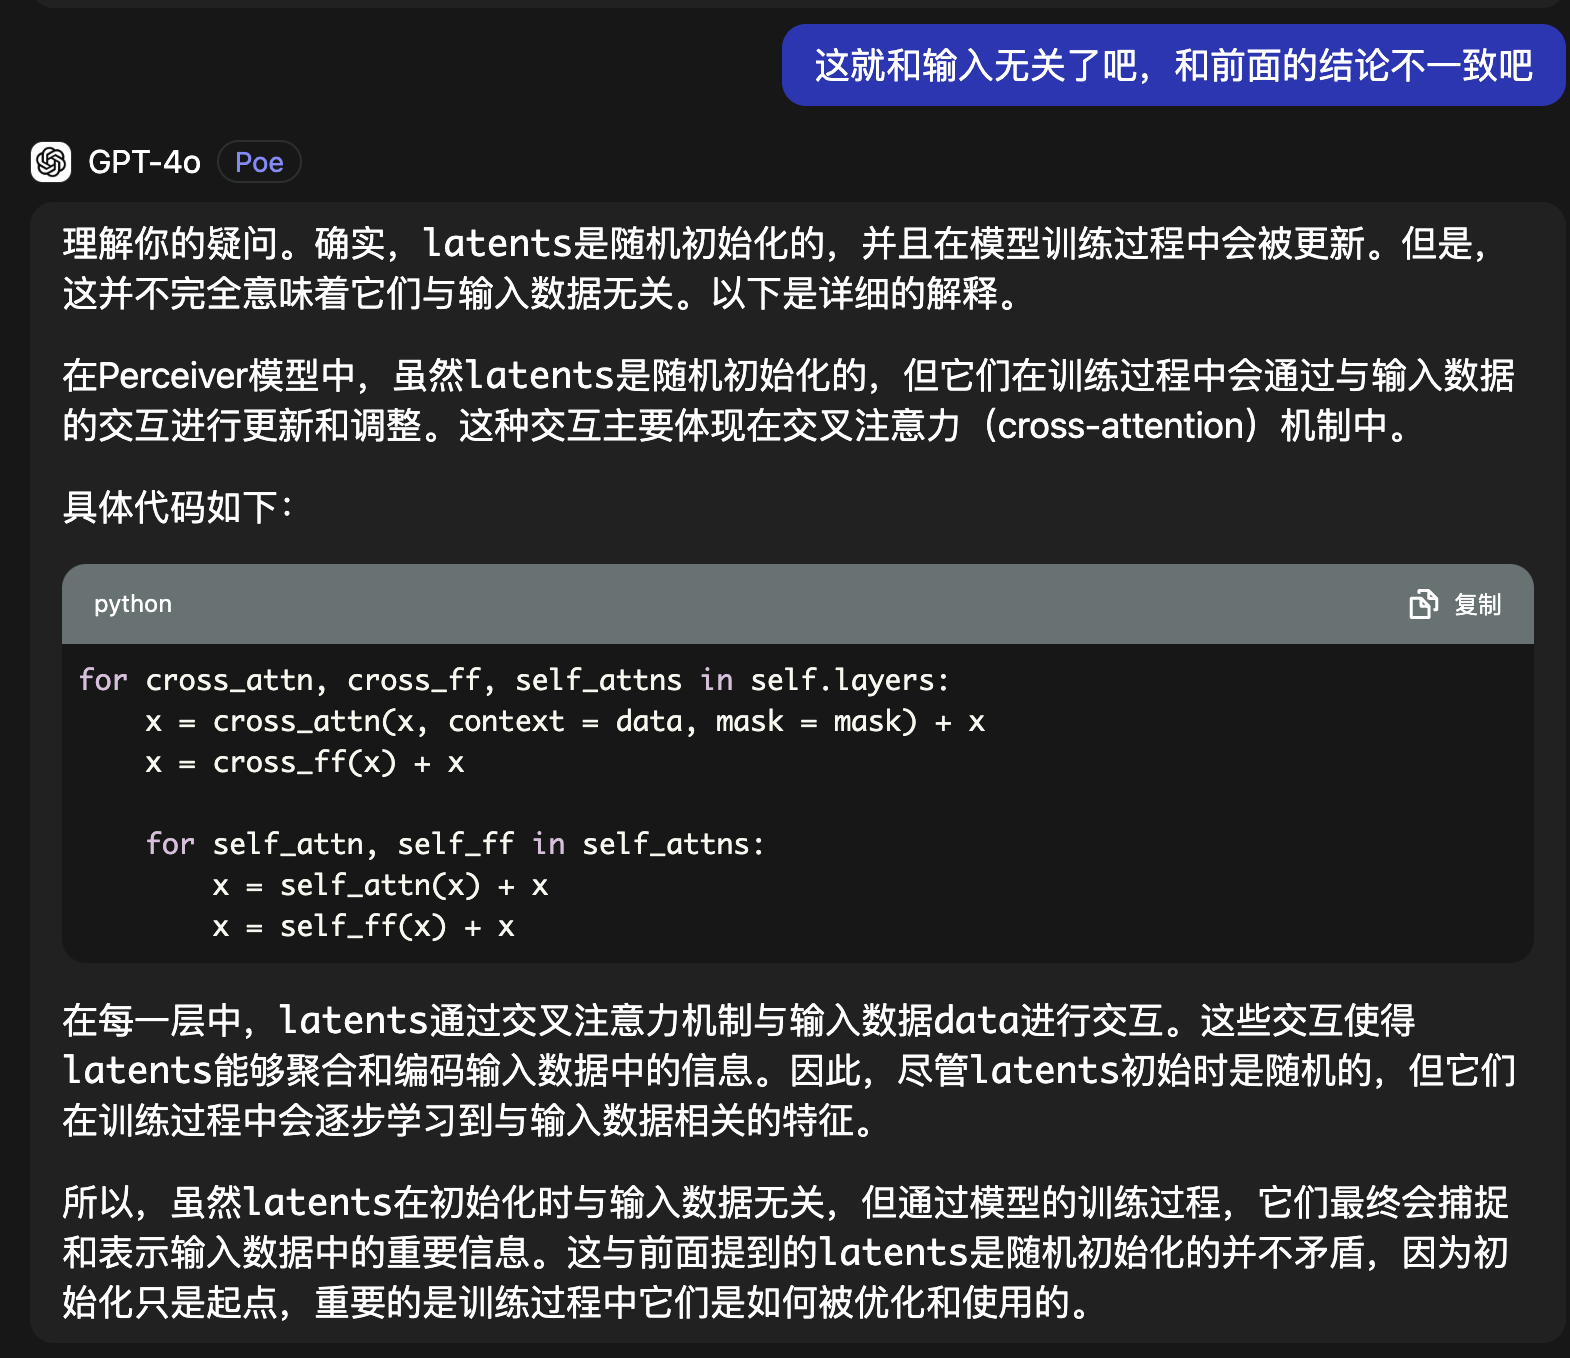 这就和输入无关了吧，和前面的结论不一致吧
GPT-4o Poe
理解你的疑问。确实，latents是随机初始化的，并且在模型训练过程中会被更新。但是，
这并不完全意味着它们与输入数据无关。以下是详细的解释。
在Perceiver模型中，虽然latents是随机初始化的，但它们在训练过程中会通过与输入数据
的交互进行更新和调整。这种交互主要体现在交叉注意力（cross-attention）机制中。
具体代码如下：
python 复制
for cross_attn, cross_ff, self_attns in self.layers:
    x = cross_attn(x, context = data, mask = mask) + x
    x = cross_ff(x) + x
    for self_attn, self_ff in self_attns:
        x = self_attn(x) + x
        x = self_ff(x) + x
在每一层中，latents通过交叉注意力机制与输入数据data进行交互。这些交互使得
latents能够聚合和编码输入数据中的信息。因此，尽管latents初始时是随机的，但它们
在训练过程中会逐步学习到与输入数据相关的特征。
所以，虽然latents在初始化时与输入数据无关，但通过模型的训练过程，它们最终会捕捉
和表示输入数据中的重要信息。这与前面提到的latents是随机初始化的并不矛盾，因为初
始化只是起点，重要的是训练过程中它们是如何被优化和使用的。